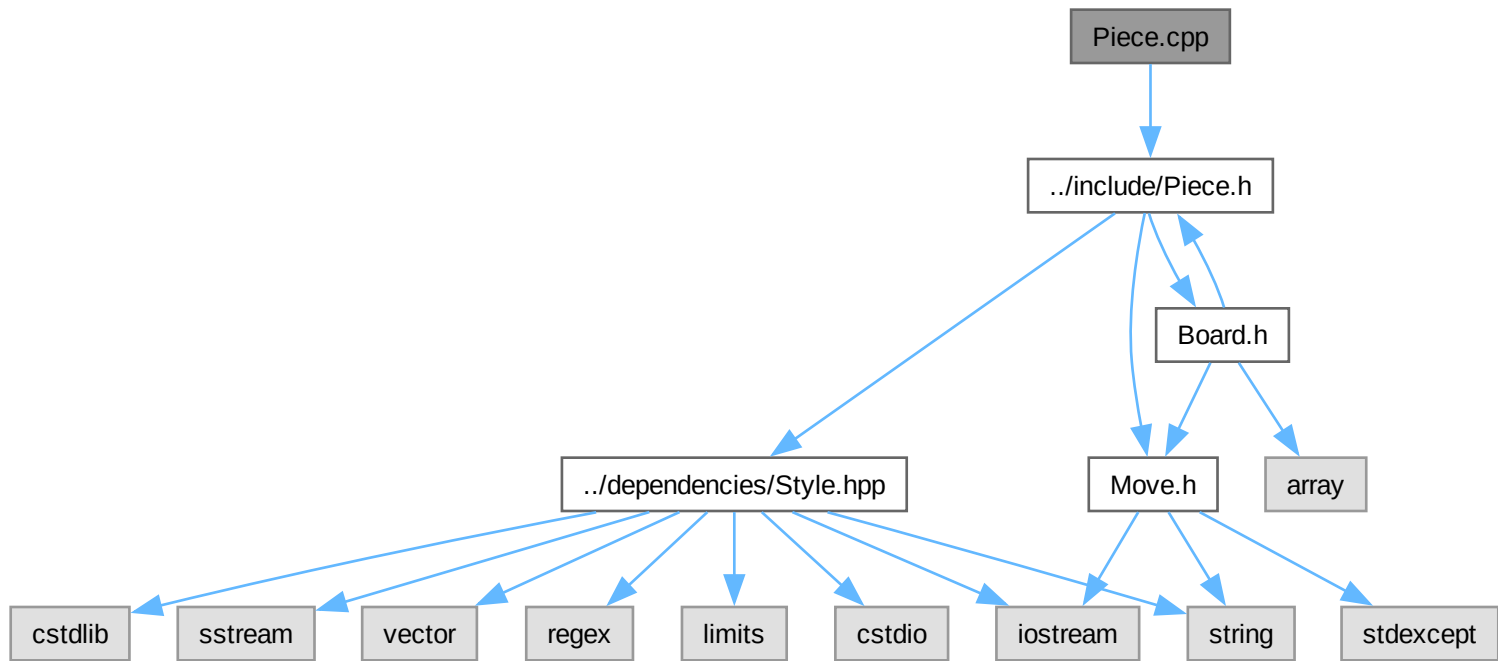 Piece.cpp
../include/Piece.h
Board.h
../dependencies/Style.hpp
Move.h
array
cstdlib
sstream
vector
regex
limits
cstdio
iostream
string
stdexcept